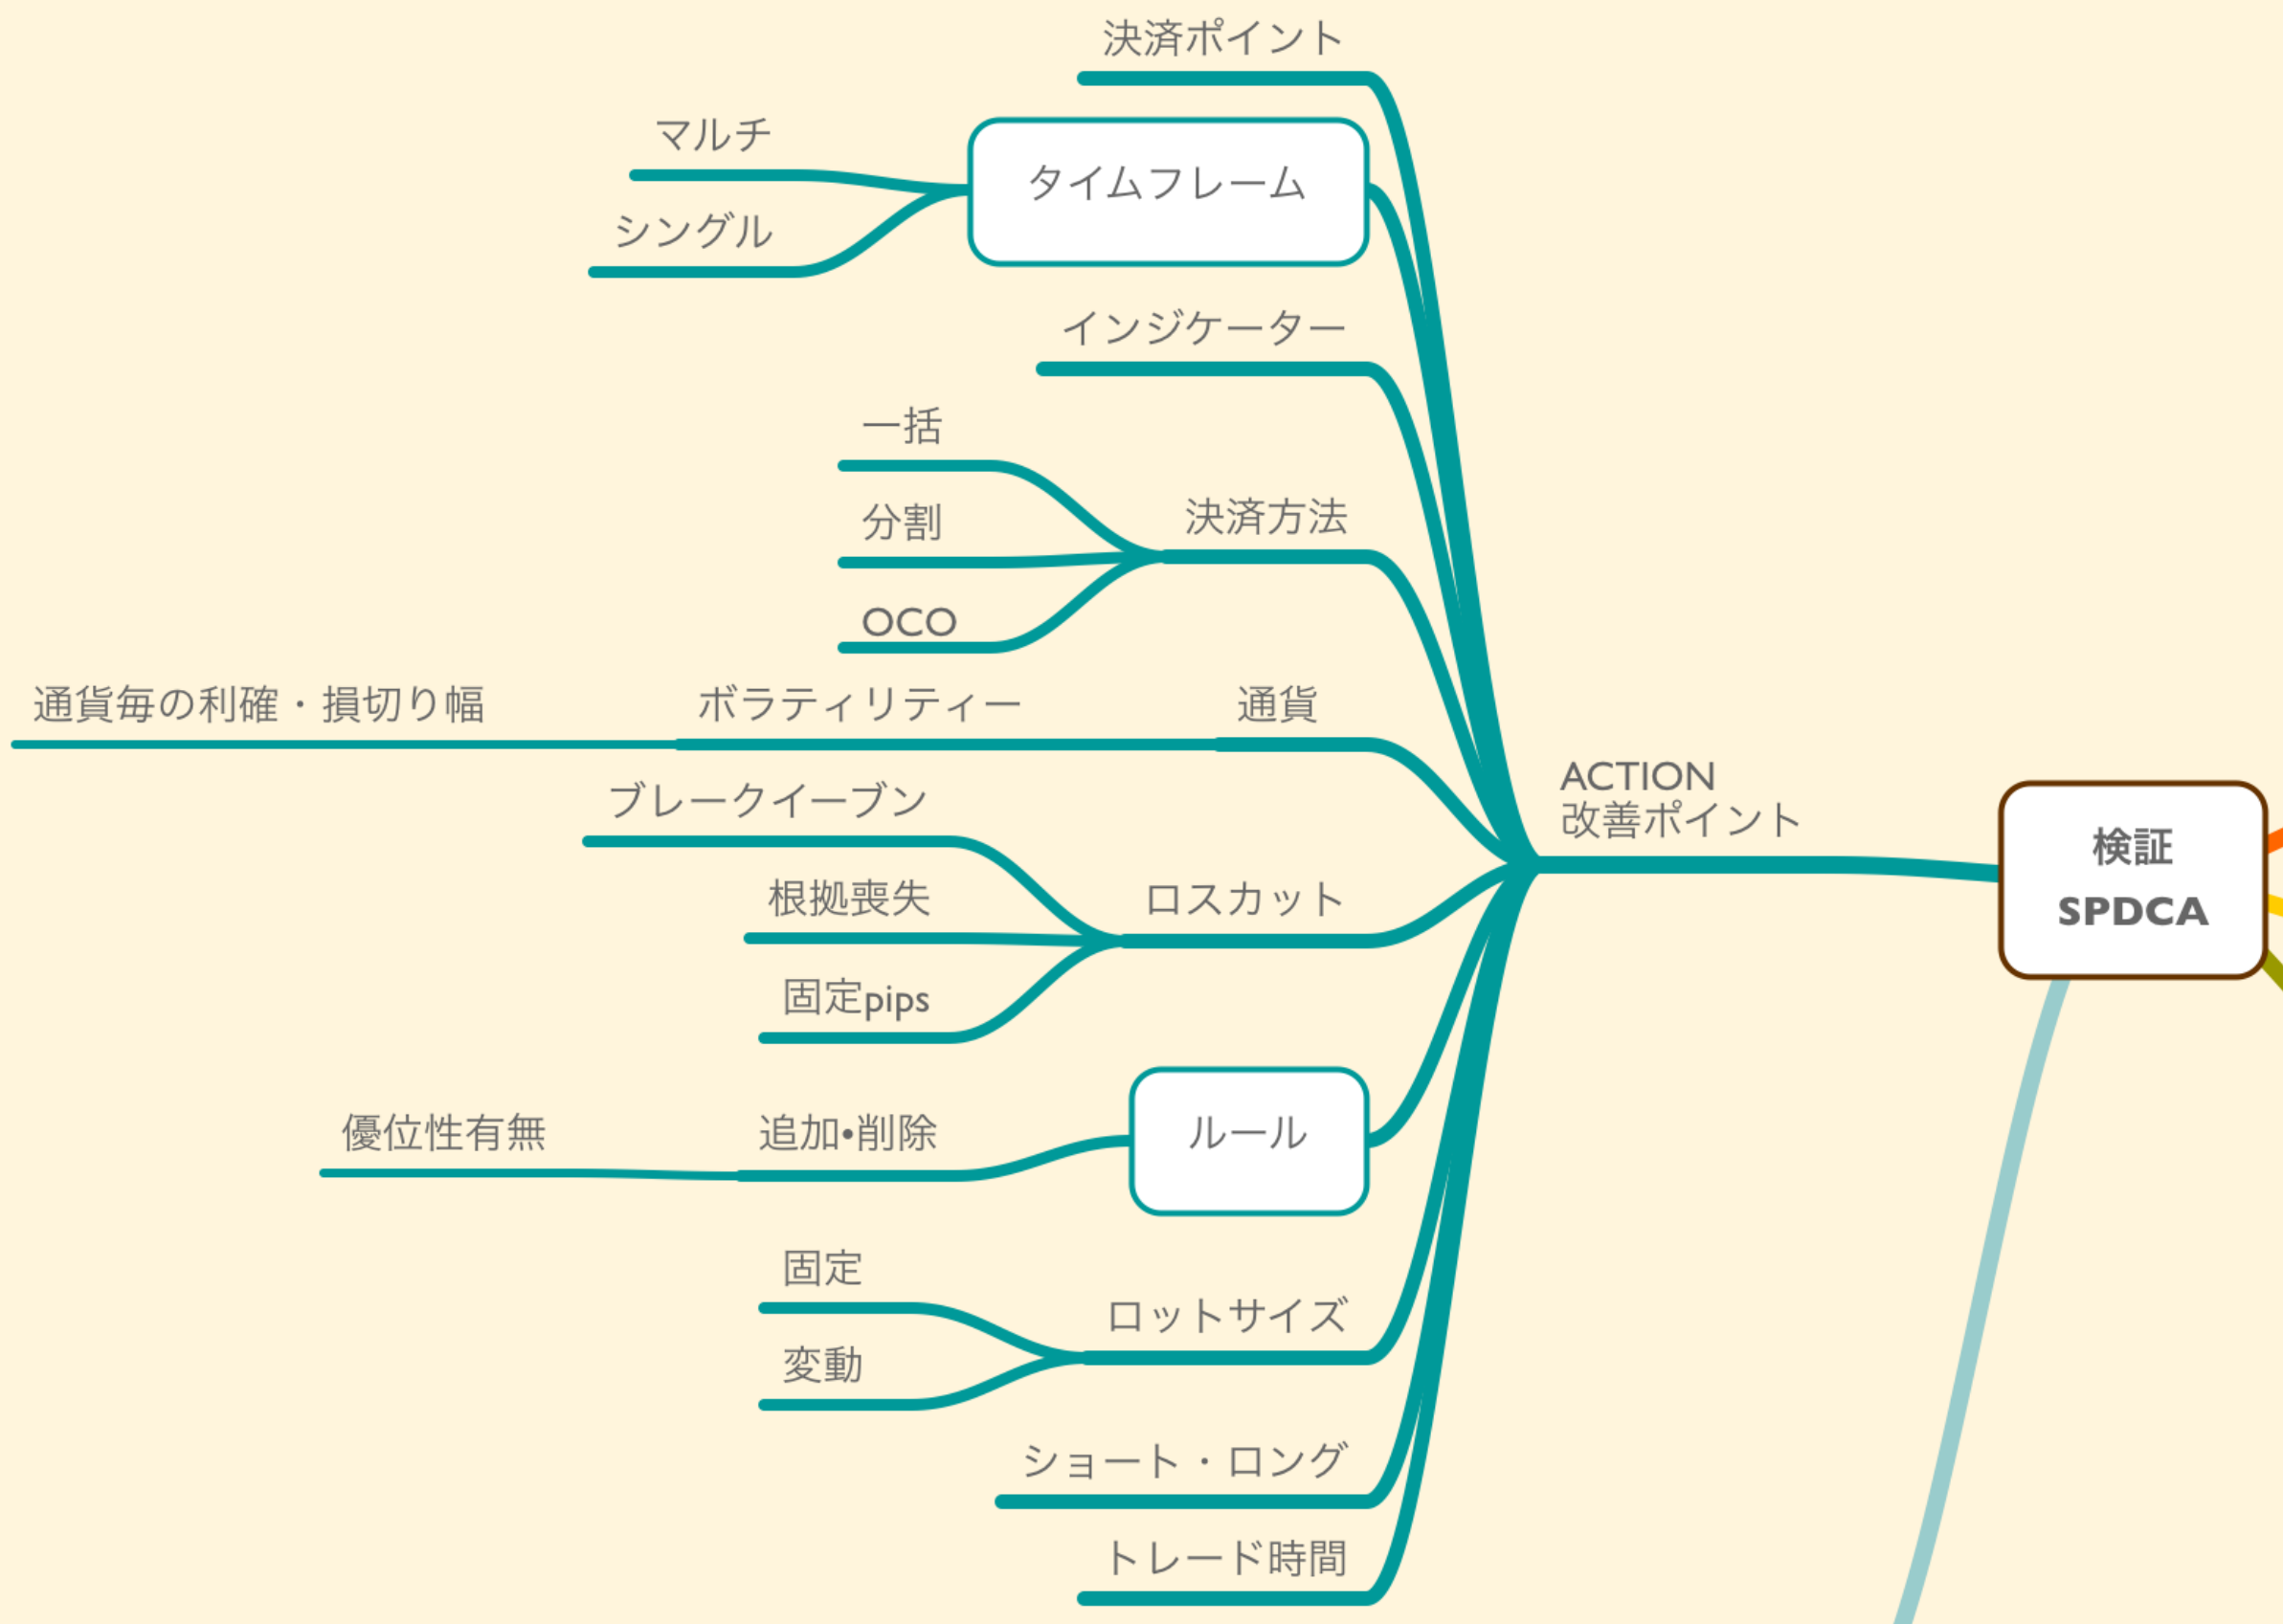 決済ポイント
マルチ
タイムフレーム
シングル
インジケーター
一括
決済方法
分割
OCO
通貨毎の利確・損切り幅
ボラティリティー
通貨
ACTION
改善ポイント
検証
SPDCA
ブレークイーブン
ロスカット
根拠喪失
固定pips
優位性有無
追加•削除
ルール
固定
ロットサイズ
変動
ショート・ロング
トレード時間